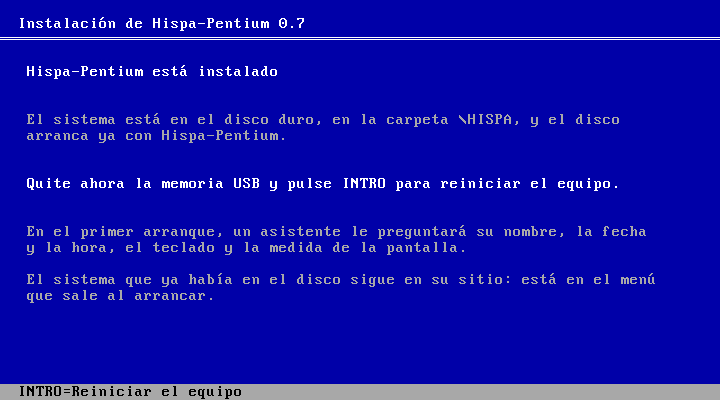 Instalación de Hispa-Pentium 0.7
Hispa-Pentium está instalado
El sistema está en el disco duro, en la carpeta \HISPA, y el disco
arranca ya con Hispa-Pentium.
Quite ahora la memoria USB y pulse INTRO para reiniciar el equipo.
En el primer arranque, un asistente le preguntará su nombre, la fecha
y la hora, el teclado y la medida de la pantalla.
El sistema que ya había en el disco sigue en su sitio: está en el menú
que sale al arrancar.
INTRO=Reiniciar el equipo